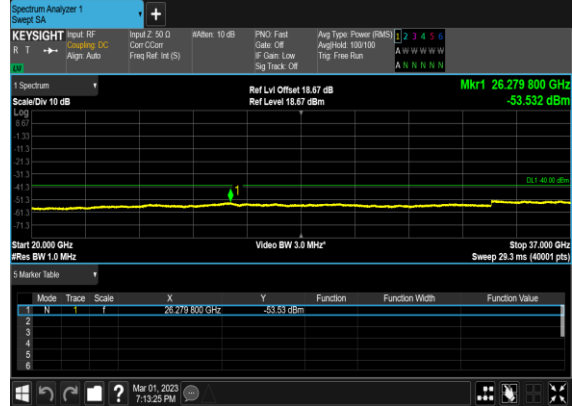 Spectrum Analyzer 1
Swept SA
+
KEYSIGHT Input: RF Input Z: 50 Ω #Atten: 10 dB PNO: Fast Avg Type: Power (RMS) 1 2 3 4 5 6
R T Coupling: DC Corr CCorr Gate: Off Avg|Hold: 100/100 A W W W W W
Align: Auto Freq Ref: Int (S) IF Gain: Low Trig: Free Run
Sig Track: Off A N N N N N
1 Spectrum Ref Lvl Offset 18.67 dB Mkr1 26.279 800 GHz
Scale/Div 10 dB Ref Level 18.67 dBm -53.532 dBm
Log
8.67
-1.33
-11.3
-21.3
-31.3
DL1 -40.00 dBm
-41.3
1
-51.3
-61.3
-71.3
Start 20.000 GHz Video BW 3.0 MHz* Stop 37.000 GHz
#Res BW 1.0 MHz Sweep 29.3 ms (40001 pts)
5 Marker Table
Mode Trace Scale X Y Function Function Width Function Value
1 N 1 f 26.279 800 GHz -53.53 dBm
2
3
4
5
6
? Mar 01, 2023
7:13:25 PM